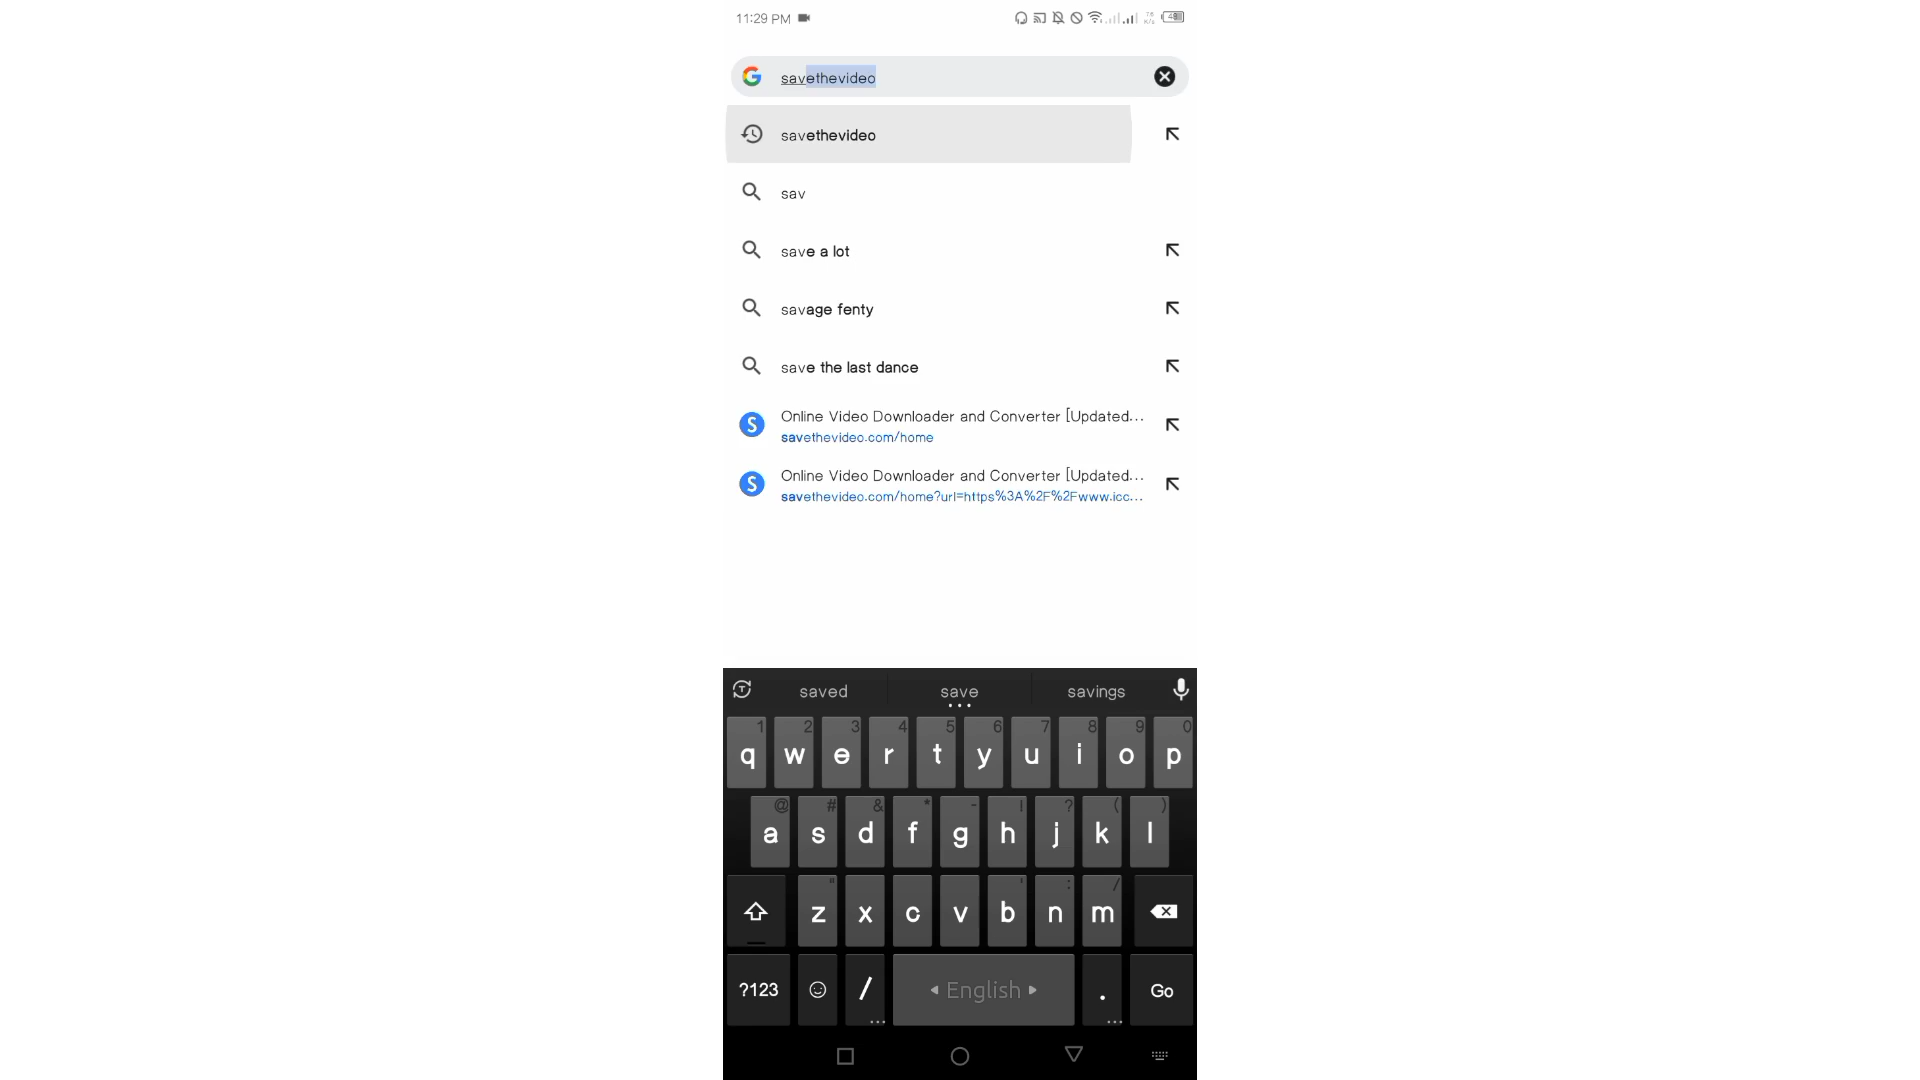 11:29 PM
savethevideo
savethevideo
sav
save a lot
savage fenty
save the last dance
Online Video Downloader and Converter [Updated...
savethevideo.com/home
Online Video Downloader and Converter [Updated...
savethevideo.com/home?url=https%3A%2F%2Fwww.icc...
saved save savings
1 2 3 4 5 6 7 8 9 0
q w e r t y u i o p
@ # & * - ! ? ( )
a s d f g h j k l
" ' : /
z x c v b n m
?123 / English . Go